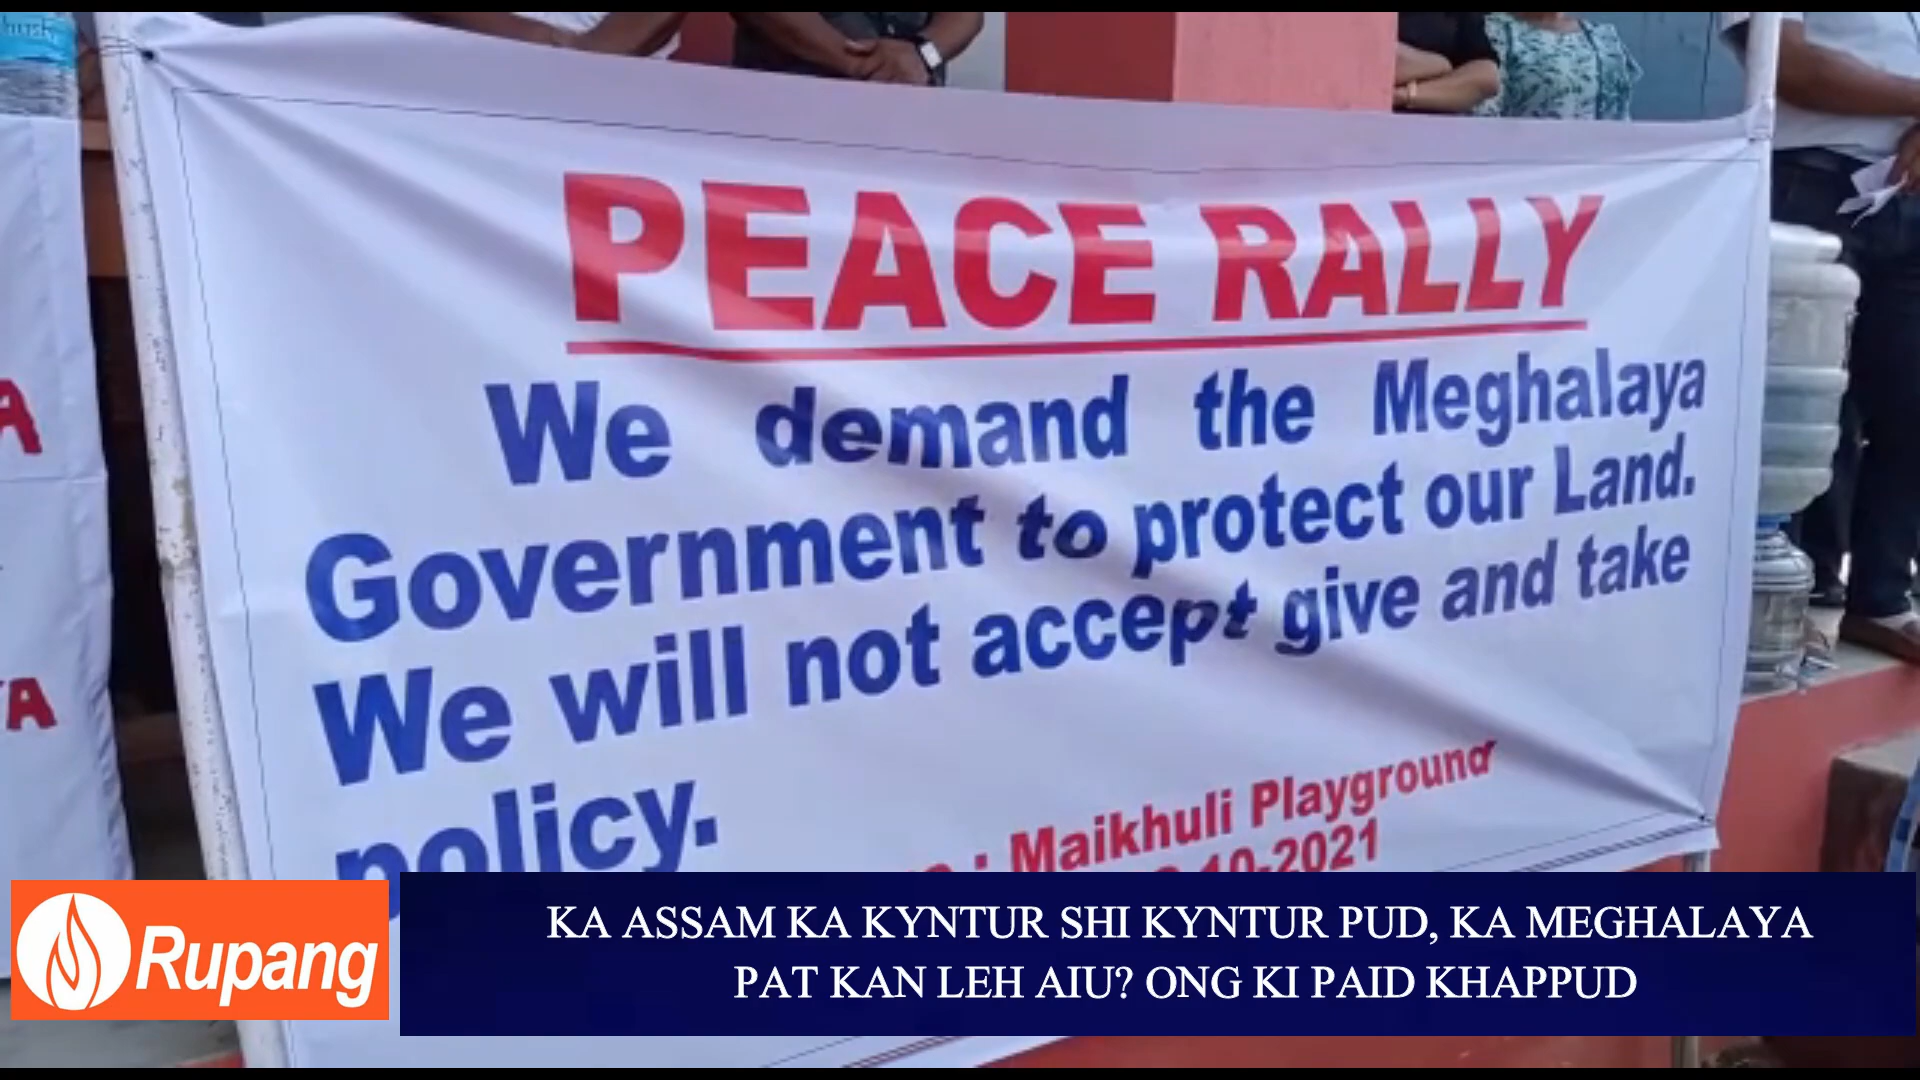 PEACE RALLY
We demand the Meghalaya
Government to protect our Land.
We will not accept give and take
policy.
: Maikhuli Playground
10-2021
A
A
Rupang
KA ASSAM KA KYNTUR SHI KYNTUR PUD, KA MEGHALAYA
PAT KAN LEH AIU? ONG KI PAID KHAPPUD